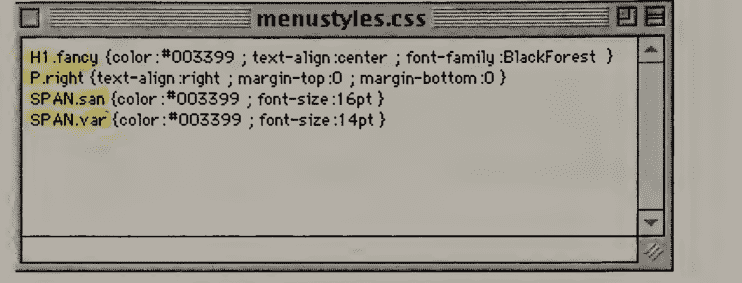 menustyles.css
H1.fancy {color:#003399 ; text-align:center ; font-family:BlackForest }
P.right {text-align:right ; margin-top:0 ; margin-bottom:0 }
SPAN.san {color:#003399 ; font-size:16pt }
SPAN.var {color:#003399 ; font-size:14pt }